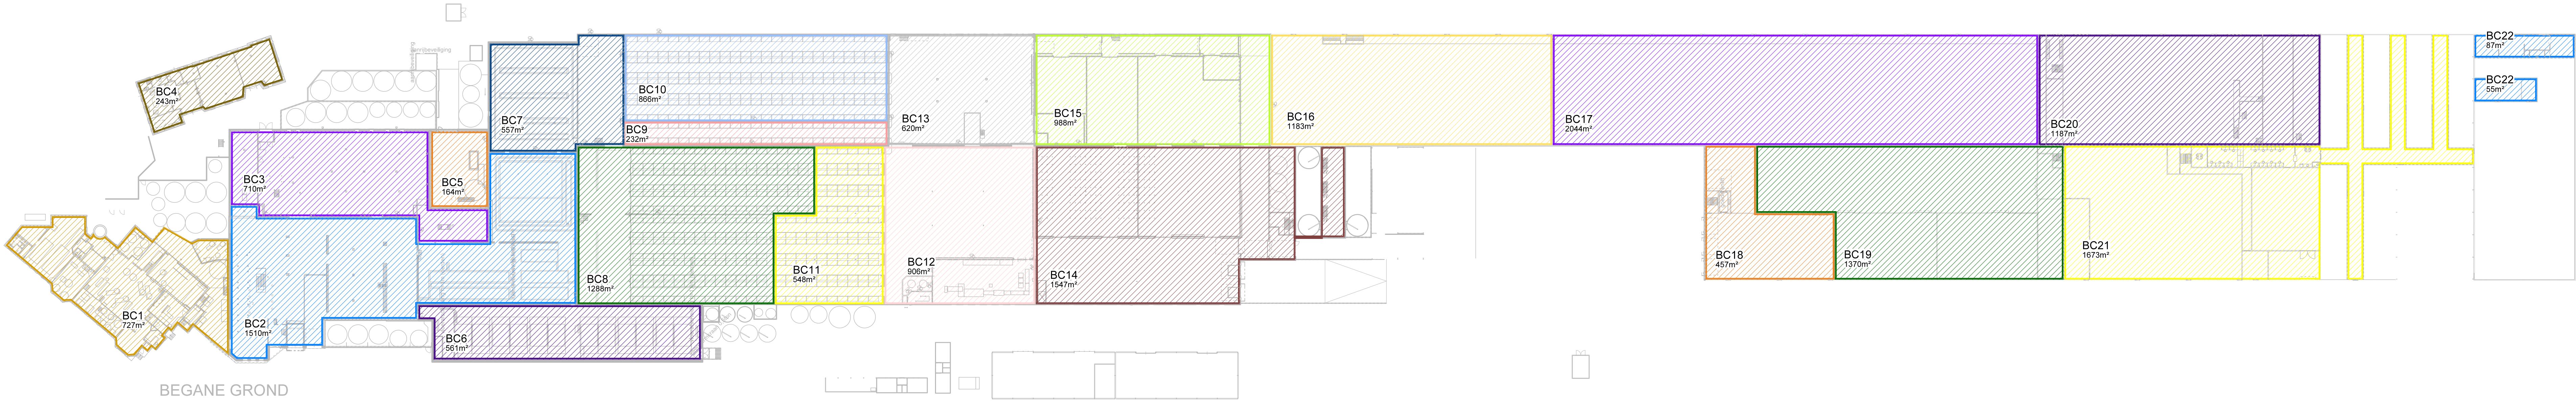 BC4
243m²
BC3
710m²
BC5
164m²
BC1
727m²
BC2
1510m²
BC6
561m²
BC7
557m²
BC10
866m²
BC9
232m²
BC8
1288m²
BC11
548m²
BC13
620m²
BC12
906m²
BC15
988m²
BC14
1547m²
BC16
1183m²
BC17
2044m²
BC18
457m²
BC19
1370m²
BC20
1187m²
BC21
1673m²
BC22
87m²
BC22
55m²
BEGANE GROND